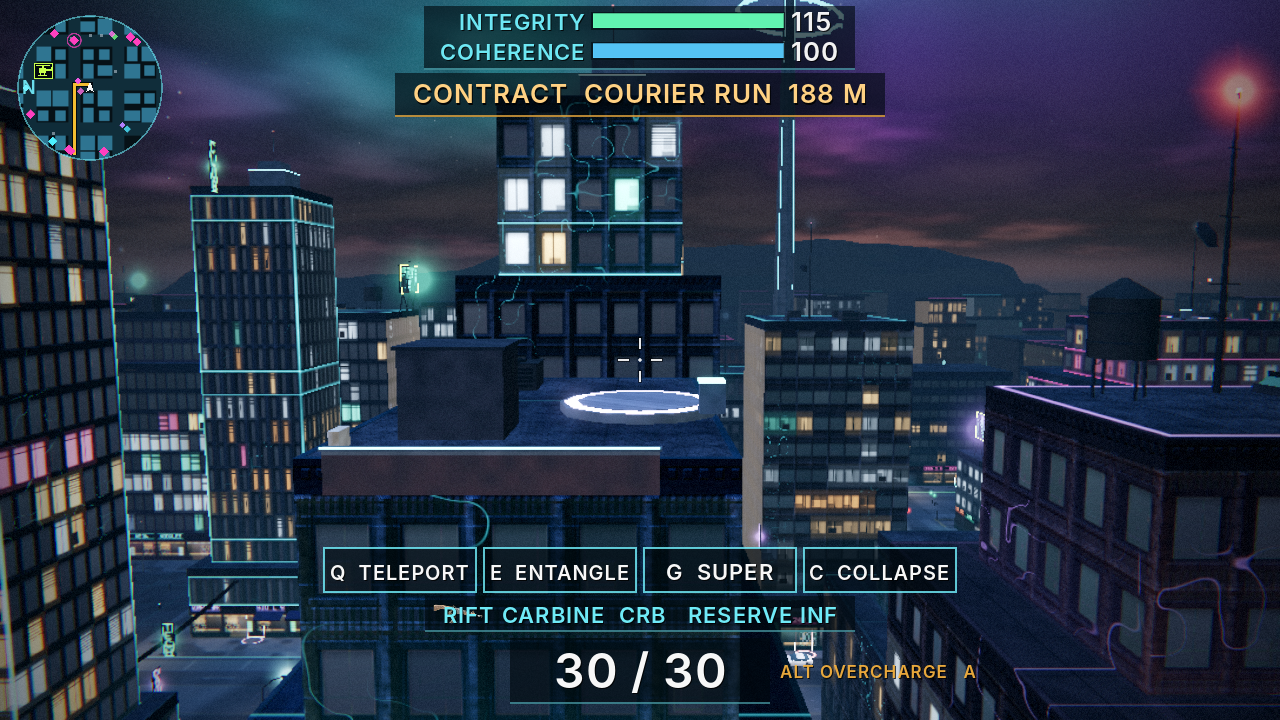 INTEGRITY 115
COHERENCE 100
CONTRACT COURIER RUN 188 M
N
Q TELEPORT E ENTANGLE G SUPER C COLLAPSE
RIFT CARBINE CRB RESERVE INF
30 / 30
ALT OVERCHARGE A